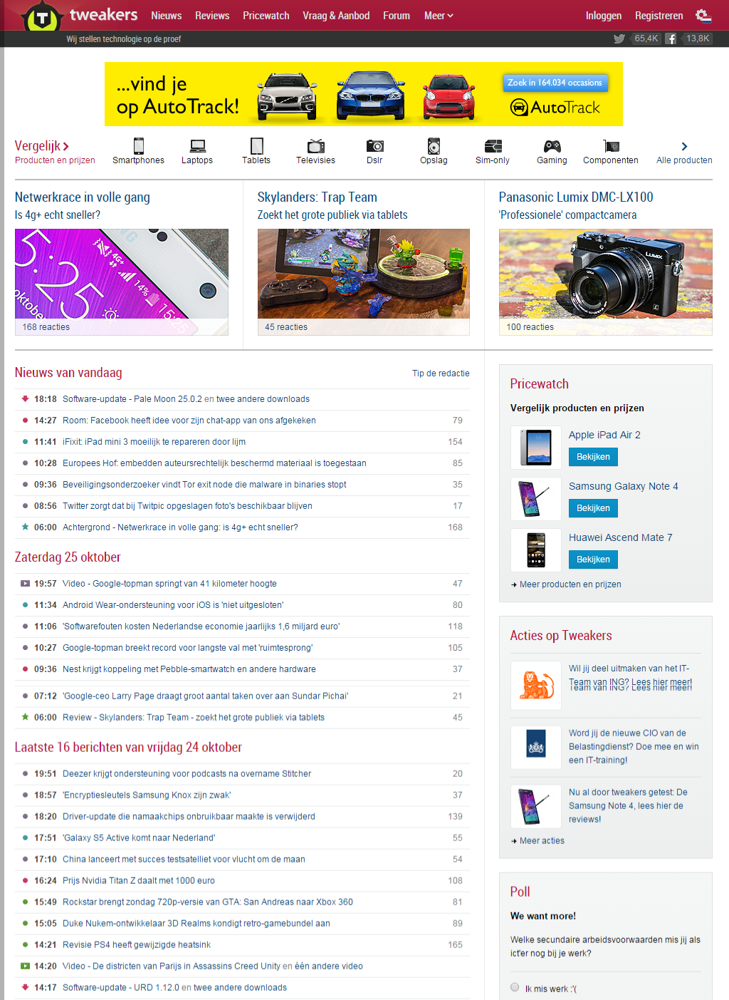 tweakers
Nieuws Reviews Pricewatch Vraag & Aanbod Forum Meer
Inloggen Registreren
Wij stellen technologie op de proef
65,4K 13,8K
...vind je
op AutoTrack!
Zoek in 164.034 occasions
AutoTrack
Vergelijk
Producten en prijzen
Smartphones Laptops Tablets Televisies Dslr Opslag Sim-only Gaming Componenten Alle producten
Netwerkrace in volle gang
Is 4g+ echt sneller?
5:25
4G+
14%
15:25
oktober
168 reacties
Skylanders: Trap Team
Zoekt het grote publiek via tablets
45 reacties
Panasonic Lumix DMC-LX100
'Professionele' compactcamera
LUMIX
LEICA
100 reacties
Nieuws van vandaag
Tip de redactie
18:18 Software-update - Pale Moon 25.0.2 en twee andere downloads
14:27 Room: Facebook heeft idee voor zijn chat-app van ons afgekeken 79
11:41 iFixit: iPad mini 3 moeilijk te repareren door lijm 154
10:28 Europees Hof: embedden auteursrechtelijk beschermd materiaal is toegestaan 85
09:36 Beveiligingsonderzoeker vindt Tor exit node die malware in binaries stopt 35
08:56 Twitter zorgt dat bij Twitpic opgeslagen foto's beschikbaar blijven 17
06:00 Achtergrond - Netwerkrace in volle gang: is 4g+ echt sneller? 168
Zaterdag 25 oktober
19:57 Video - Google-topman springt van 41 kilometer hoogte 47
11:34 Android Wear-ondersteuning voor iOS is 'niet uitgesloten' 80
11:06 'Softwarefouten kosten Nederlandse economie jaarlijks 1,6 miljard euro' 118
10:27 Google-topman breekt record voor langste val met 'ruimtesprong' 105
09:36 Nest krijgt koppeling met Pebble-smartwatch en andere hardware 37
07:12 'Google-ceo Larry Page draagt groot aantal taken over aan Sundar Pichai' 21
06:00 Review - Skylanders: Trap Team - zoekt het grote publiek via tablets 45
Laatste 16 berichten van vrijdag 24 oktober
19:51 Deezer krijgt ondersteuning voor podcasts na overname Stitcher 20
18:57 'Encryptiesleutels Samsung Knox zijn zwak' 37
18:20 Driver-update die namaakchips onbruikbaar maakte is verwijderd 139
17:51 'Galaxy S5 Active komt naar Nederland' 55
17:10 China lanceert met succes testsatelliet voor vlucht om de maan 54
16:24 Prijs Nvidia Titan Z daalt met 1000 euro 108
15:49 Rockstar brengt zondag 720p-versie van GTA: San Andreas naar Xbox 360 81
15:05 Duke Nukem-ontwikkelaar 3D Realms kondigt retro-gamebundel aan 89
14:21 Revisie PS4 heeft gewijzigde heatsink 165
14:20 Video - De districten van Parijs in Assassins Creed Unity en één andere video
14:17 Software-update - URD 1.12.0 en twee andere downloads
Pricewatch
Vergelijk producten en prijzen
Apple iPad Air 2
Bekijken
Samsung Galaxy Note 4
Bekijken
Huawei Ascend Mate 7
Bekijken
Meer producten en prijzen
Acties op Tweakers
Wil jij deel uitmaken van het IT-
Team van ING? Lees hier meer!
Team van ING? Lees hier meer!
Word jij de nieuwe CIO van de
Belastingdienst? Doe mee en win
een IT-training!
Nu al door tweakers getest: De
Samsung Note 4, lees hier de
reviews!
Meer acties
Poll
We want more!
Welke secundaire arbeidsvoorwaarden mis jij als
ict'er nog bij je werk?
Ik mis werk :'(